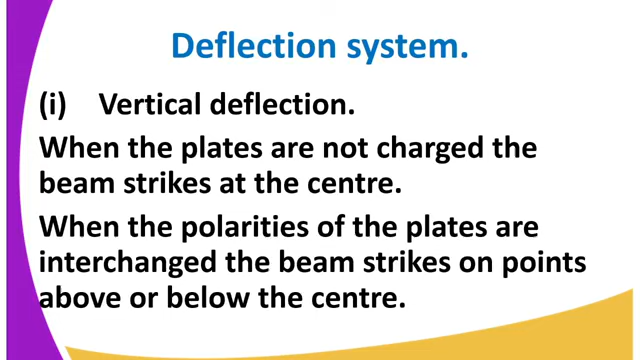 Deflection system.
(i) Vertical deflection.
When the plates are not charged the
beam strikes at the centre.
When the polarities of the plates are
interchanged the beam strikes on points
above or below the centre.